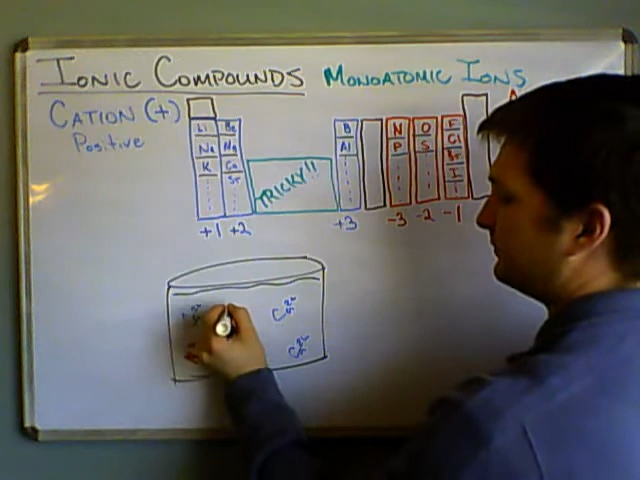 IONIC COMPOUNDS MONOATOMIC IONS
CATION (+)
Positive
Li Be
Na Mg
K Ca
Sr
+1 +2
TRICKY!!
B
Al
+3
N O F
P S Cl
Br
I
-3 -2 -1